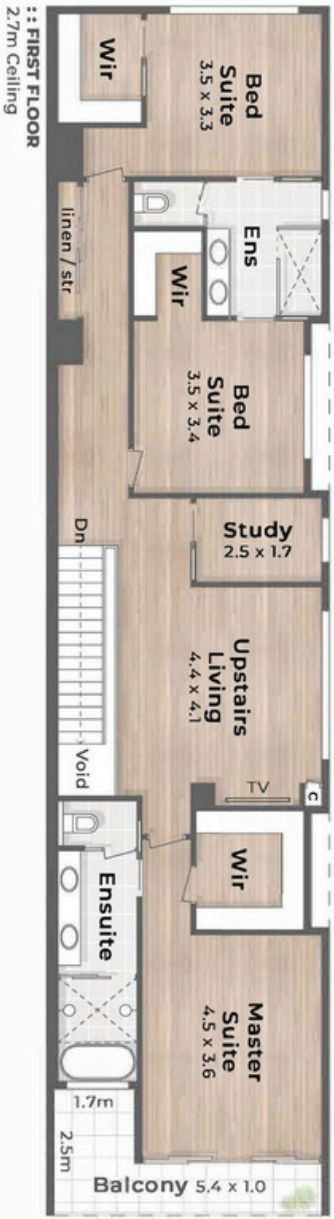 :: FIRST FLOOR
2.7m Ceiling
Wir
Bed
Suite
3.5 x 3.3
linen / str
Ens
Wir
Bed
Suite
3.5 x 3.4
Study
2.5 x 1.7
Dn
Upstairs
Living
4.4 x 4.1
Void
TV
C
Wir
Ensuite
Master
Suite
4.5 x 3.6
1.7m
2.5m
Balcony 5.4 x 1.0